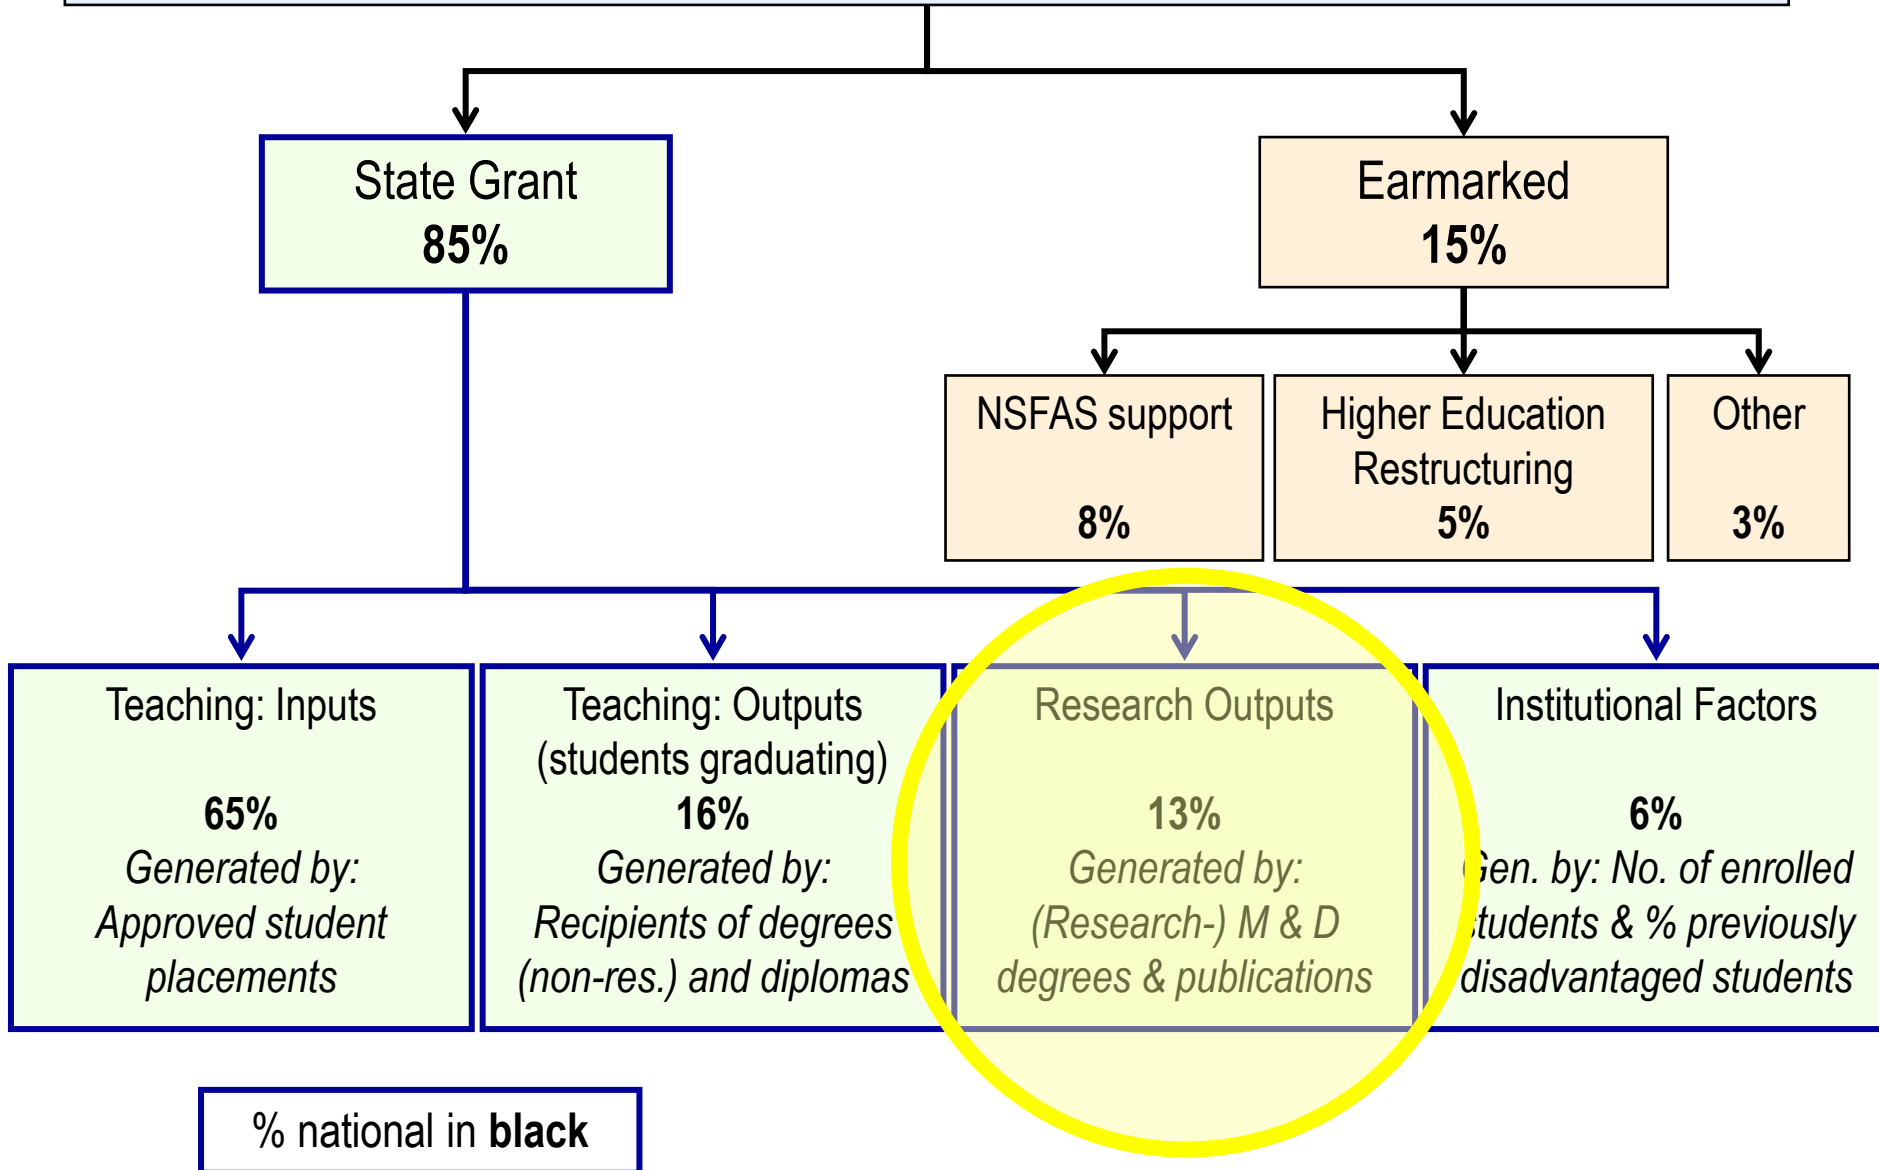 State Grant
85%
Earmarked
15%
NSFAS support
8%
Higher Education
Restructuring
5%
Other
3%
Teaching: Inputs
65%
Generated by:
Approved student
placements
Teaching: Outputs
(students graduating)
16%
Generated by:
Recipients of degrees
(non-res.) and diplomas
Research Outputs
13%
Generated by:
(Research-) M & D
degrees & publications
Institutional Factors
6%
Gen. by: No. of enrolled
students & % previously
disadvantaged students
% national in black